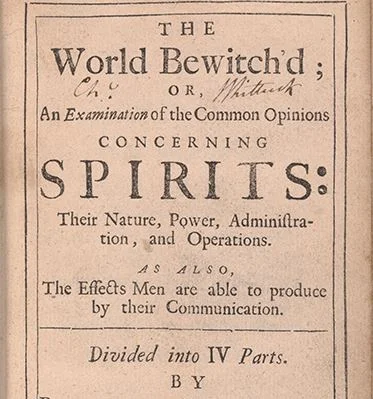 THE
World Bewitch'd;
OR,
An Examination of the Common Opinions
CONCERNING
SPIRITS:
Their Nature, Power, Administra-
tion, and Operations.
AS ALSO,
The Effects Men are able to produce
by their Communication.
Divided into IV Parts.
BY